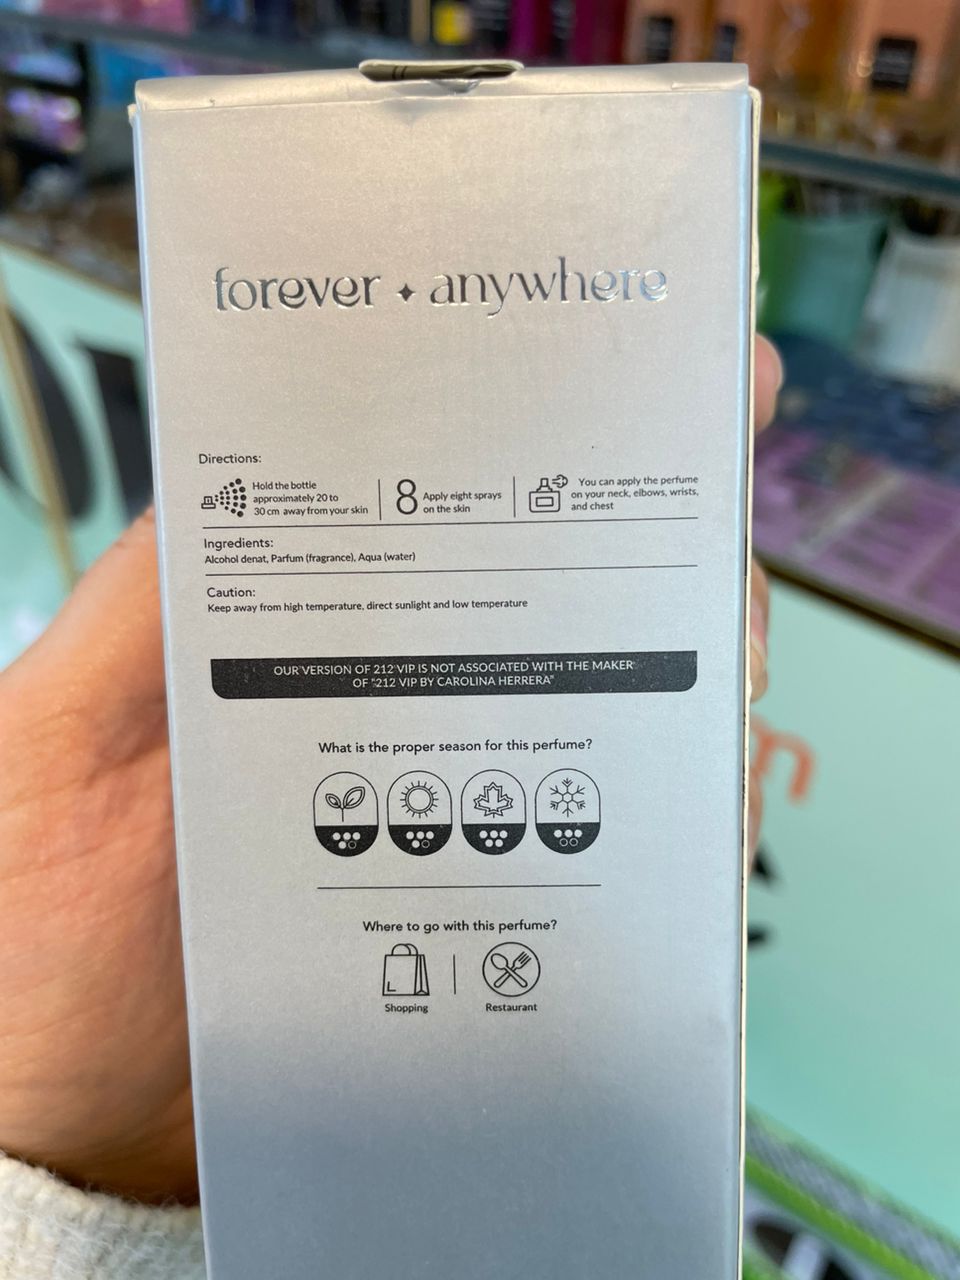 forever ✦ anywhere
Directions:
Hold the bottle
approximately 20 to
30 cm away from your skin
8
Apply eight sprays
on the skin
You can apply the perfume
on your neck, elbows, wrists,
and chest
Ingredients:
Alcohol denat, Parfum (fragrance), Aqua (water)
Caution:
Keep away from high temperature, direct sunlight and low temperature
OUR VERSION OF 212 VIP IS NOT ASSOCIATED WITH THE MAKER
OF "212 VIP BY CAROLINA HERRERA"
What is the proper season for this perfume?
Where to go with this perfume?
Shopping
Restaurant